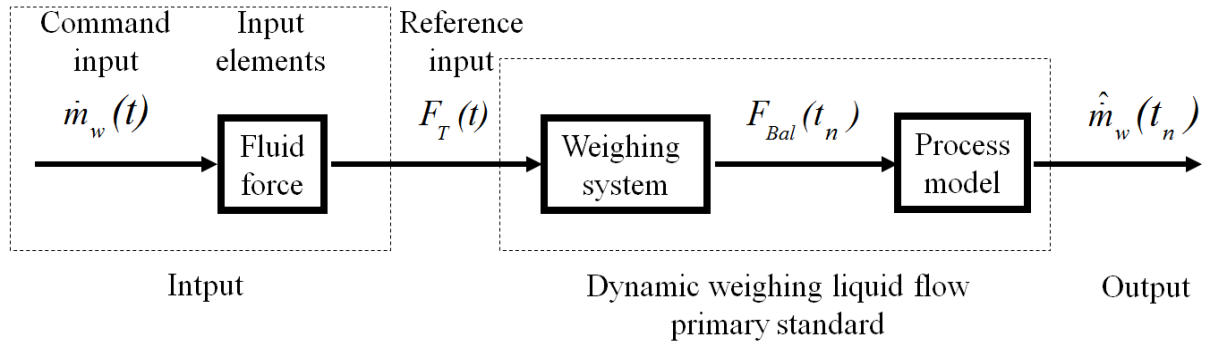 Command
input
Input
elements
Reference
input
ṁ_w(t)
Fluid
force
F_T(t)
Weighing
system
F_Bal(t_n)
Process
model
\hat{ṁ}_w(t_n)
Intput
Dynamic weighing liquid flow
primary standard
Output